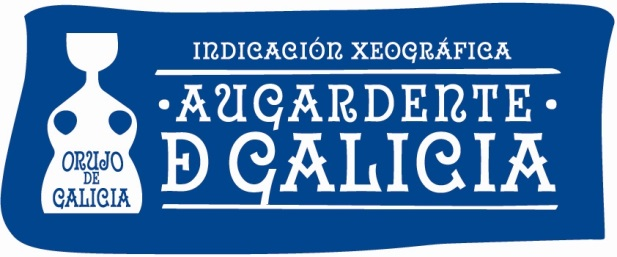 INDICACIÓN XEOGRÁFICA
·AUGARDENTE·
DE GALICIA
ORUJO
DE
GALICIA